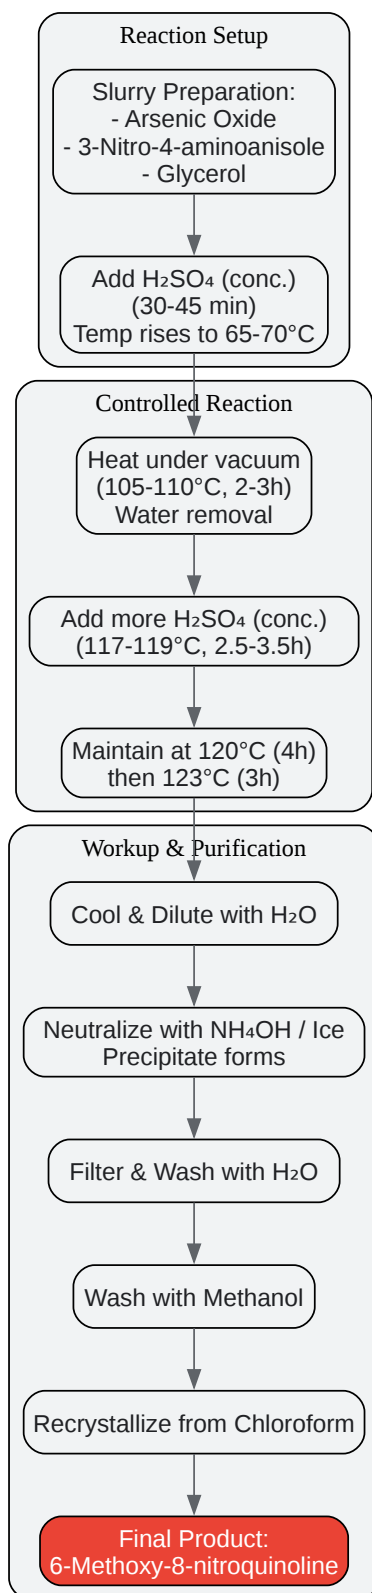 Reaction Setup
Slurry Preparation:
- Arsenic Oxide
- 3-Nitro-4-aminoanisole
- Glycerol
Add H₂SO₄ (conc.)
(30-45 min)
Temp rises to 65-70°C
Controlled Reaction
Heat under vacuum
(105-110°C, 2-3h)
Water removal
Add more H₂SO₄ (conc.)
(117-119°C, 2.5-3.5h)
Maintain at 120°C (4h)
then 123°C (3h)
Workup & Purification
Cool & Dilute with H₂O
Neutralize with NH₄OH / Ice
Precipitate forms
Filter & Wash with H₂O
Wash with Methanol
Recrystallize from Chloroform
Final Product:
6-Methoxy-8-nitroquinoline